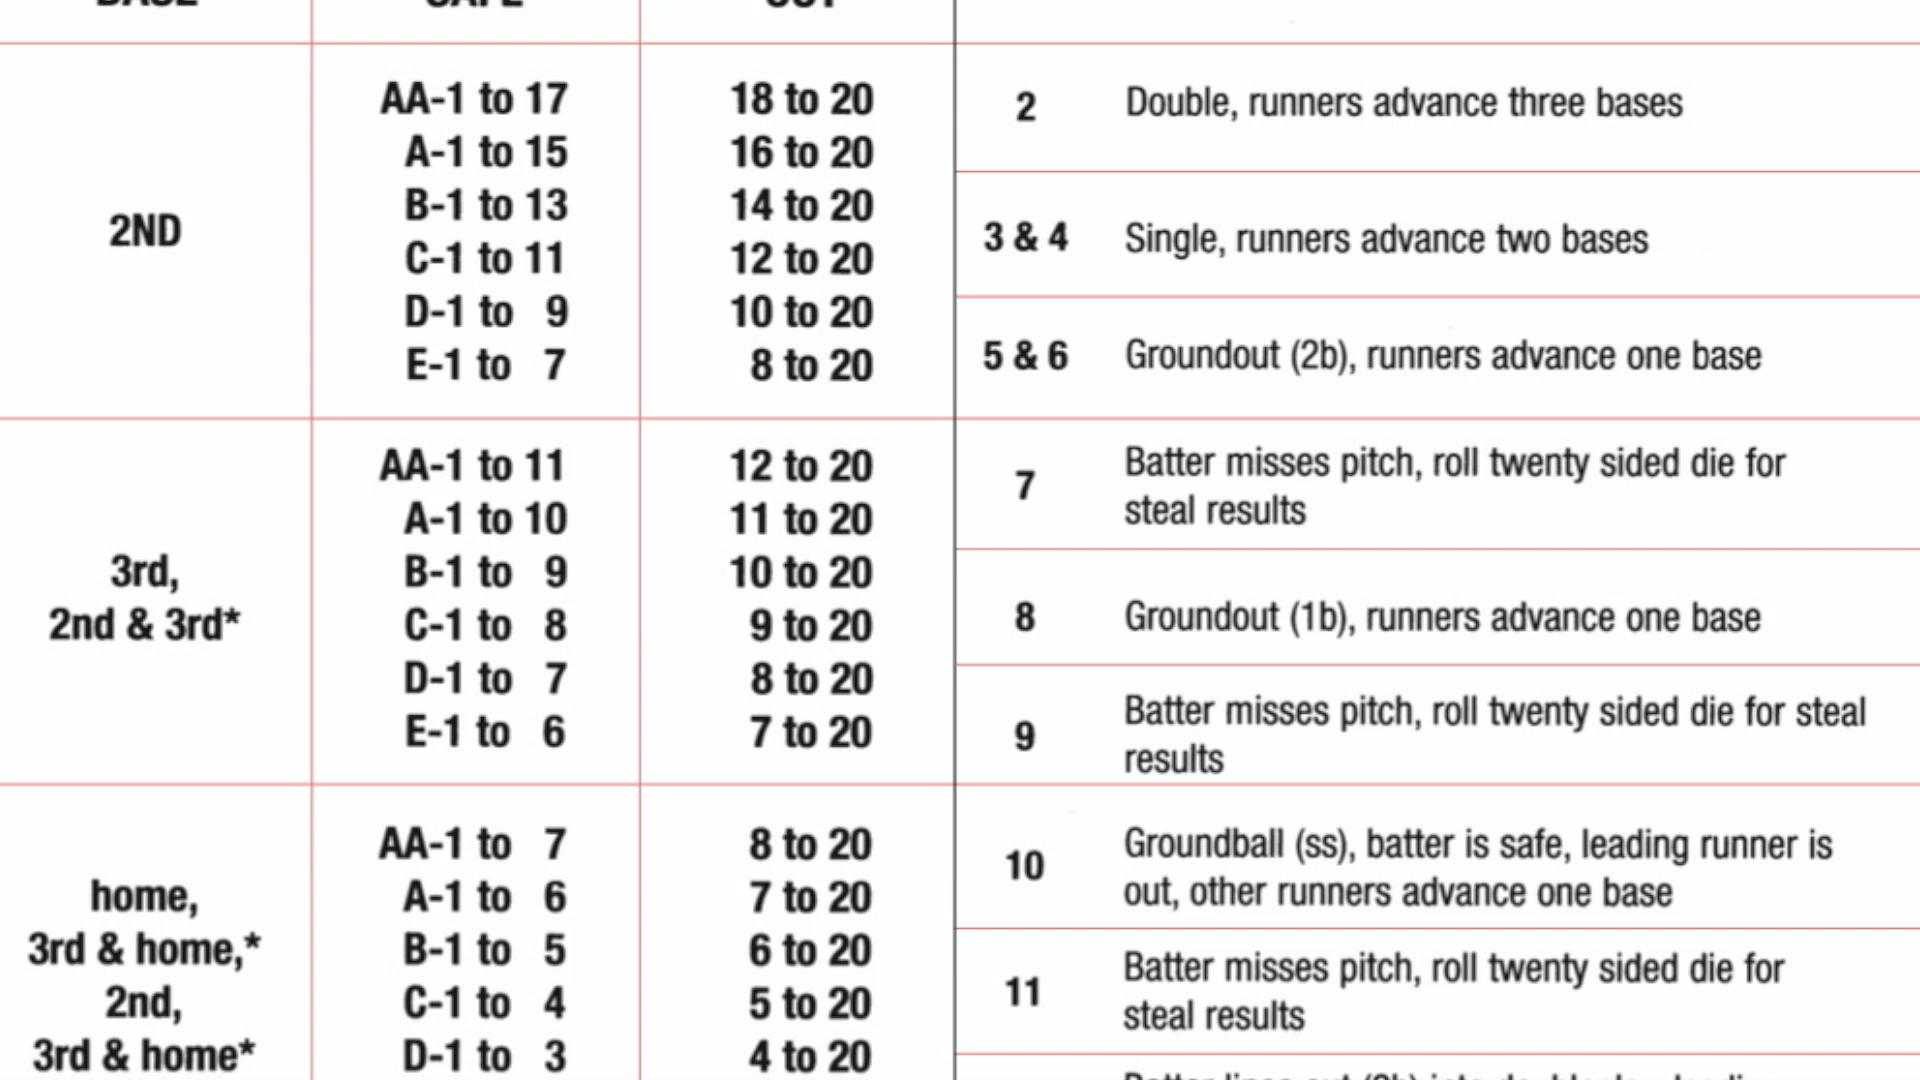 BASE SAFE OUT
2ND
AA-1 to 17 18 to 20
A-1 to 15 16 to 20
B-1 to 13 14 to 20
C-1 to 11 12 to 20
D-1 to 9 10 to 20
E-1 to 7 8 to 20
3rd,
2nd & 3rd*
AA-1 to 11 12 to 20
A-1 to 10 11 to 20
B-1 to 9 10 to 20
C-1 to 8 9 to 20
D-1 to 7 8 to 20
E-1 to 6 7 to 20
home,
3rd & home,*
2nd,
3rd & home*
AA-1 to 7 8 to 20
A-1 to 6 7 to 20
B-1 to 5 6 to 20
C-1 to 4 5 to 20
D-1 to 3 4 to 20
2 Double, runners advance three bases
3 & 4 Single, runners advance two bases
5 & 6 Groundout (2b), runners advance one base
7 Batter misses pitch, roll twenty sided die for
steal results
8 Groundout (1b), runners advance one base
9 Batter misses pitch, roll twenty sided die for steal
results
10 Groundball (ss), batter is safe, leading runner is
out, other runners advance one base
11 Batter misses pitch, roll twenty sided die for
steal results